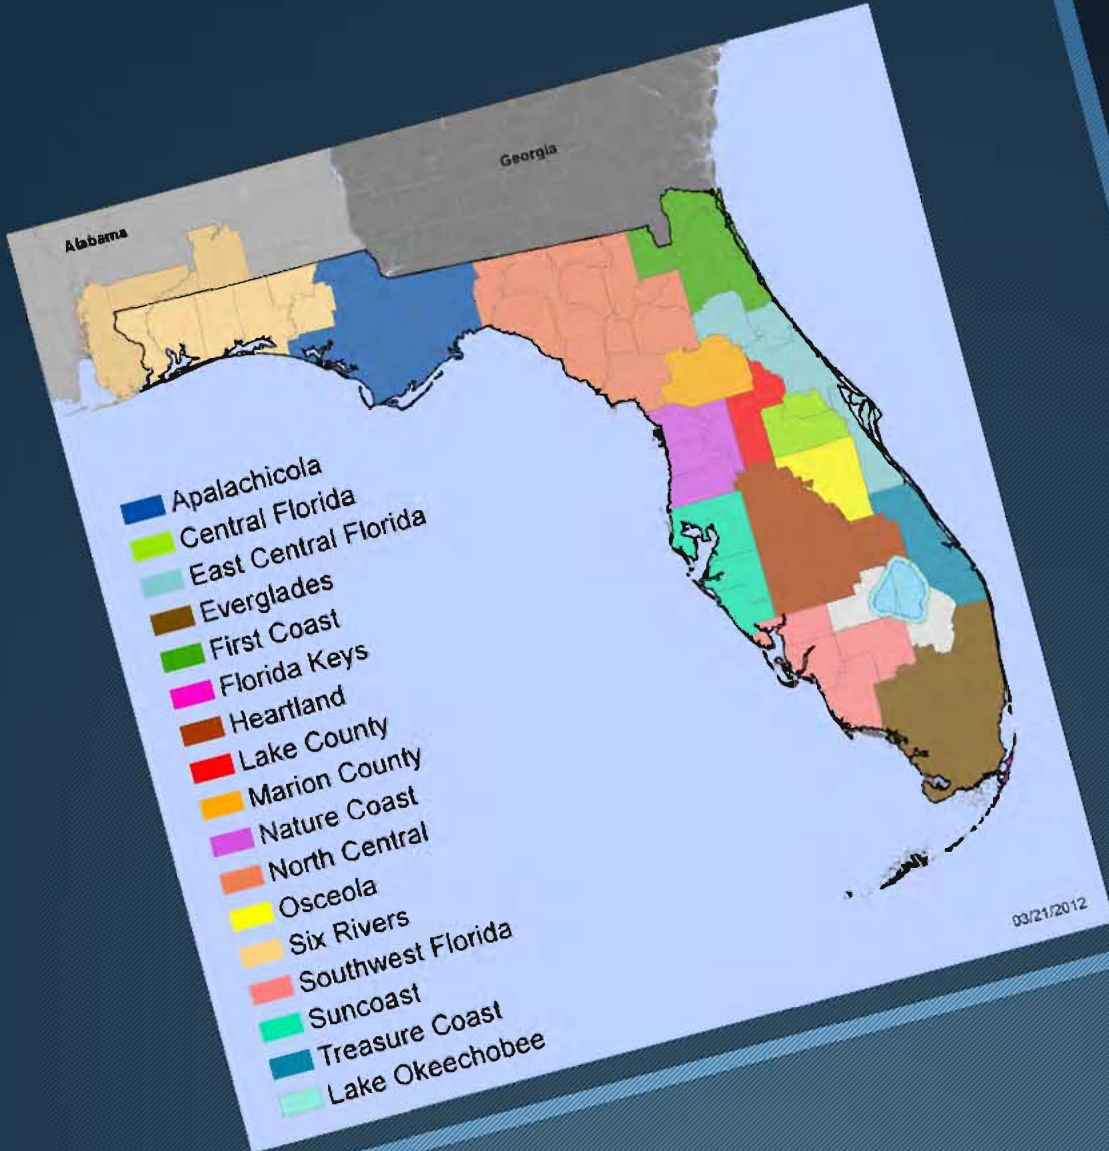 Georgia
Alabama
Apalachicola
Central Florida
East Central Florida
Everglades
First Coast
Florida Keys
Heartland
Lake County
Marion County
Nature Coast
North Central
Osceola
Six Rivers
Southwest Florida
Suncoast
Treasure Coast
Lake Okeechobee
03/21/2012